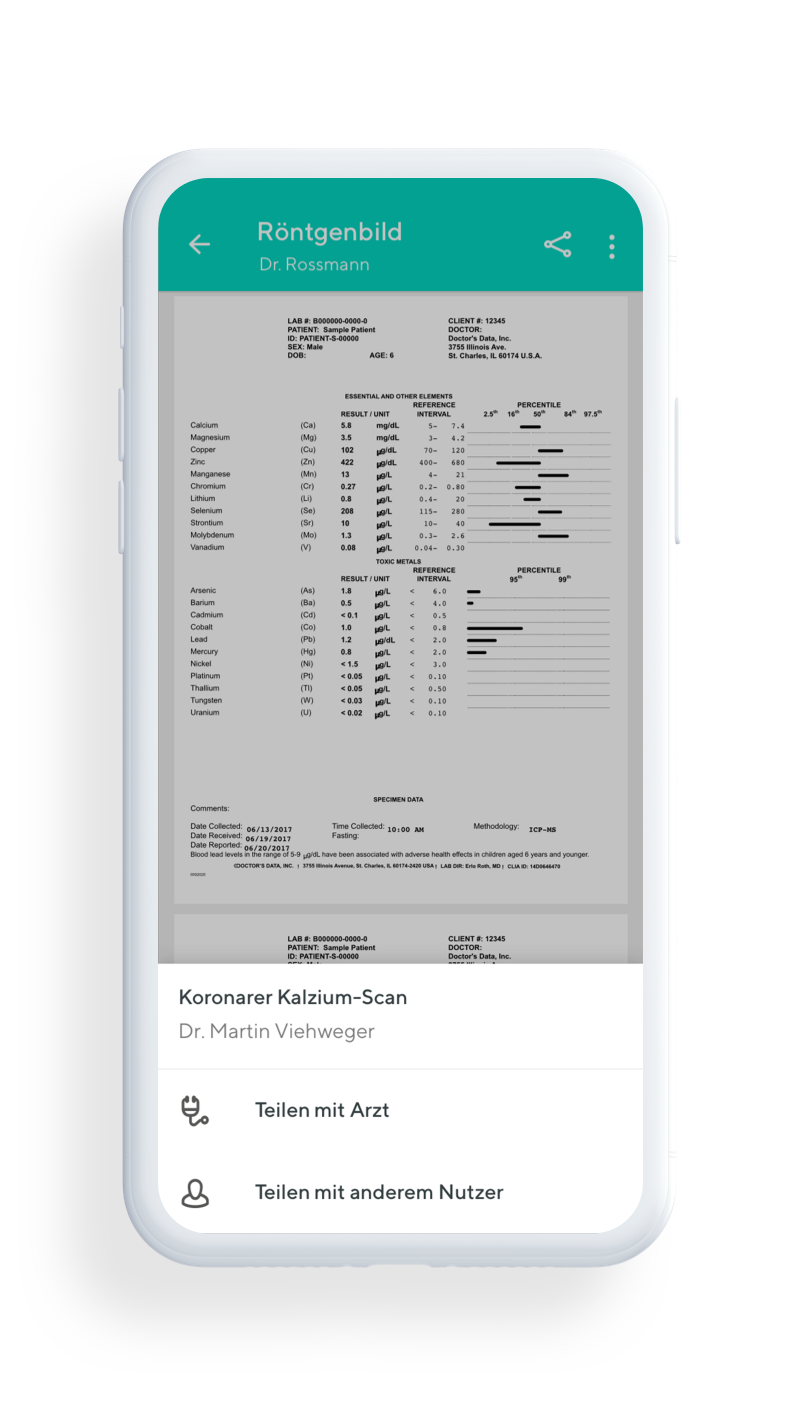 Röntgenbild
Dr. Rossmann
LAB #: B000000-0000-0 CLIENT #: 12345
PATIENT: Sample Patient DOCTOR:
ID: PATIENT-S-00000 Doctor's Data, Inc.
SEX: Male 3755 Illinois Ave.
DOB: AGE: 6 St. Charles, IL 60174 U.S.A.
ESSENTIAL AND OTHER ELEMENTS
REFERENCE PERCENTILE
RESULT / UNIT INTERVAL 2.5th 16th 50th 84th 97.5th
Calcium (Ca) 5.8 mg/dL 5- 7.4
Magnesium (Mg) 3.5 mg/dL 3- 4.2
Copper (Cu) 102 µg/dL 70- 120
Zinc (Zn) 422 µg/dL 400- 680
Manganese (Mn) 13 µg/L 4- 21
Chromium (Cr) 0.27 µg/L 0.2- 0.80
Lithium (Li) 0.8 µg/L 0.4- 20
Selenium (Se) 208 µg/L 115- 280
Strontium (Sr) 10 µg/L 10- 40
Molybdenum (Mo) 1.3 µg/L 0.3- 2.6
Vanadium (V) 0.08 µg/L 0.04- 0.30
TOXIC METALS
REFERENCE PERCENTILE
RESULT / UNIT INTERVAL 95th 99th
Arsenic (As) 1.8 µg/L < 6.0
Barium (Ba) 0.5 µg/L < 4.0
Cadmium (Cd) < 0.1 µg/L < 0.5
Cobalt (Co) 1.0 µg/L < 0.8
Lead (Pb) 1.2 µg/dL < 2.0
Mercury (Hg) 0.8 µg/L < 2.0
Nickel (Ni) < 1.5 µg/L < 3.0
Platinum (Pt) < 0.05 µg/L < 0.10
Thallium (Tl) < 0.05 µg/L < 0.50
Tungsten (W) < 0.03 µg/L < 0.10
Uranium (U) < 0.02 µg/L < 0.10
SPECIMEN DATA
Comments:
Date Collected: 06/13/2017 Time Collected: 10:00 AM Methodology: ICP-MS
Date Received: 06/19/2017 Fasting:
Date Reported: 06/20/2017
Blood lead levels in the range of 5-9 µg/dL have been associated with adverse health effects in children aged 6 years and younger.
©DOCTOR'S DATA, INC. | 3755 Illinois Avenue, St. Charles, IL 60174-2420 USA | LAB DIR: Erlo Roth, MD | CLIA ID: 14D0646470
LAB #: B000000-0000-0 CLIENT #: 12345
PATIENT: Sample Patient DOCTOR:
ID: PATIENT-S-00000 Doctor's Data, Inc.
Koronarer Kalzium-Scan
Dr. Martin Viehweger
Teilen mit Arzt
Teilen mit anderem Nutzer